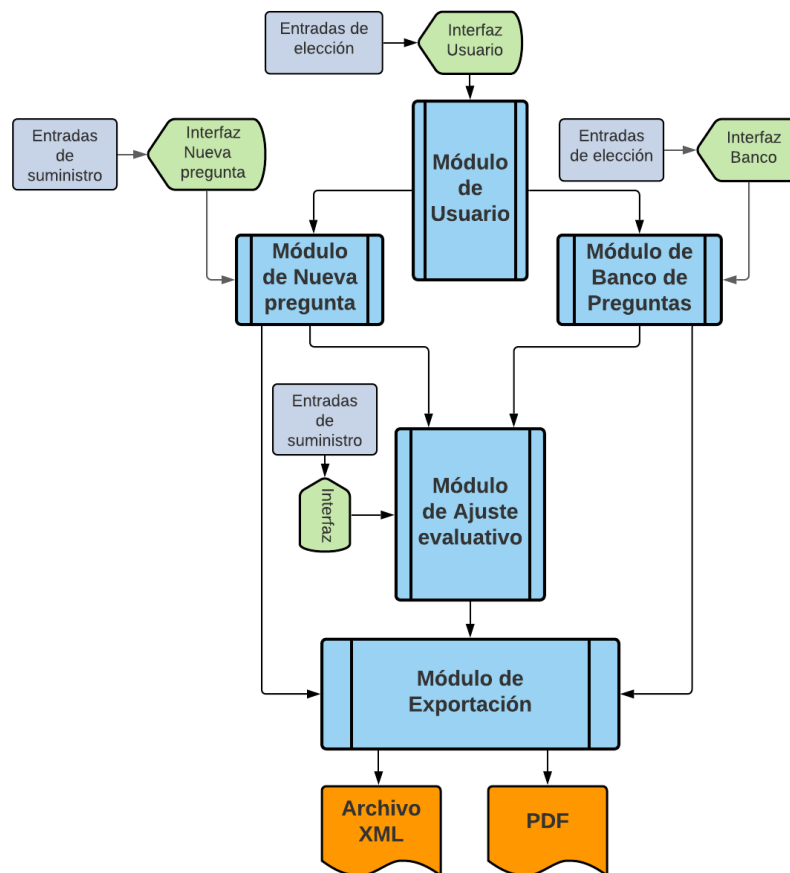 Entradas de
elección
Interfaz
Usuario
Entradas
de
suministro
Interfaz
Nueva
pregunta
Entradas
de elección
Interfaz
Banco
Módulo
de
Usuario
Módulo
de Nueva
pregunta
Módulo de
Banco de
Preguntas
Entradas
de
suministro
Interfaz
Módulo
de Ajuste
evaluativo
Módulo de
Exportación
Archivo
XML
PDF